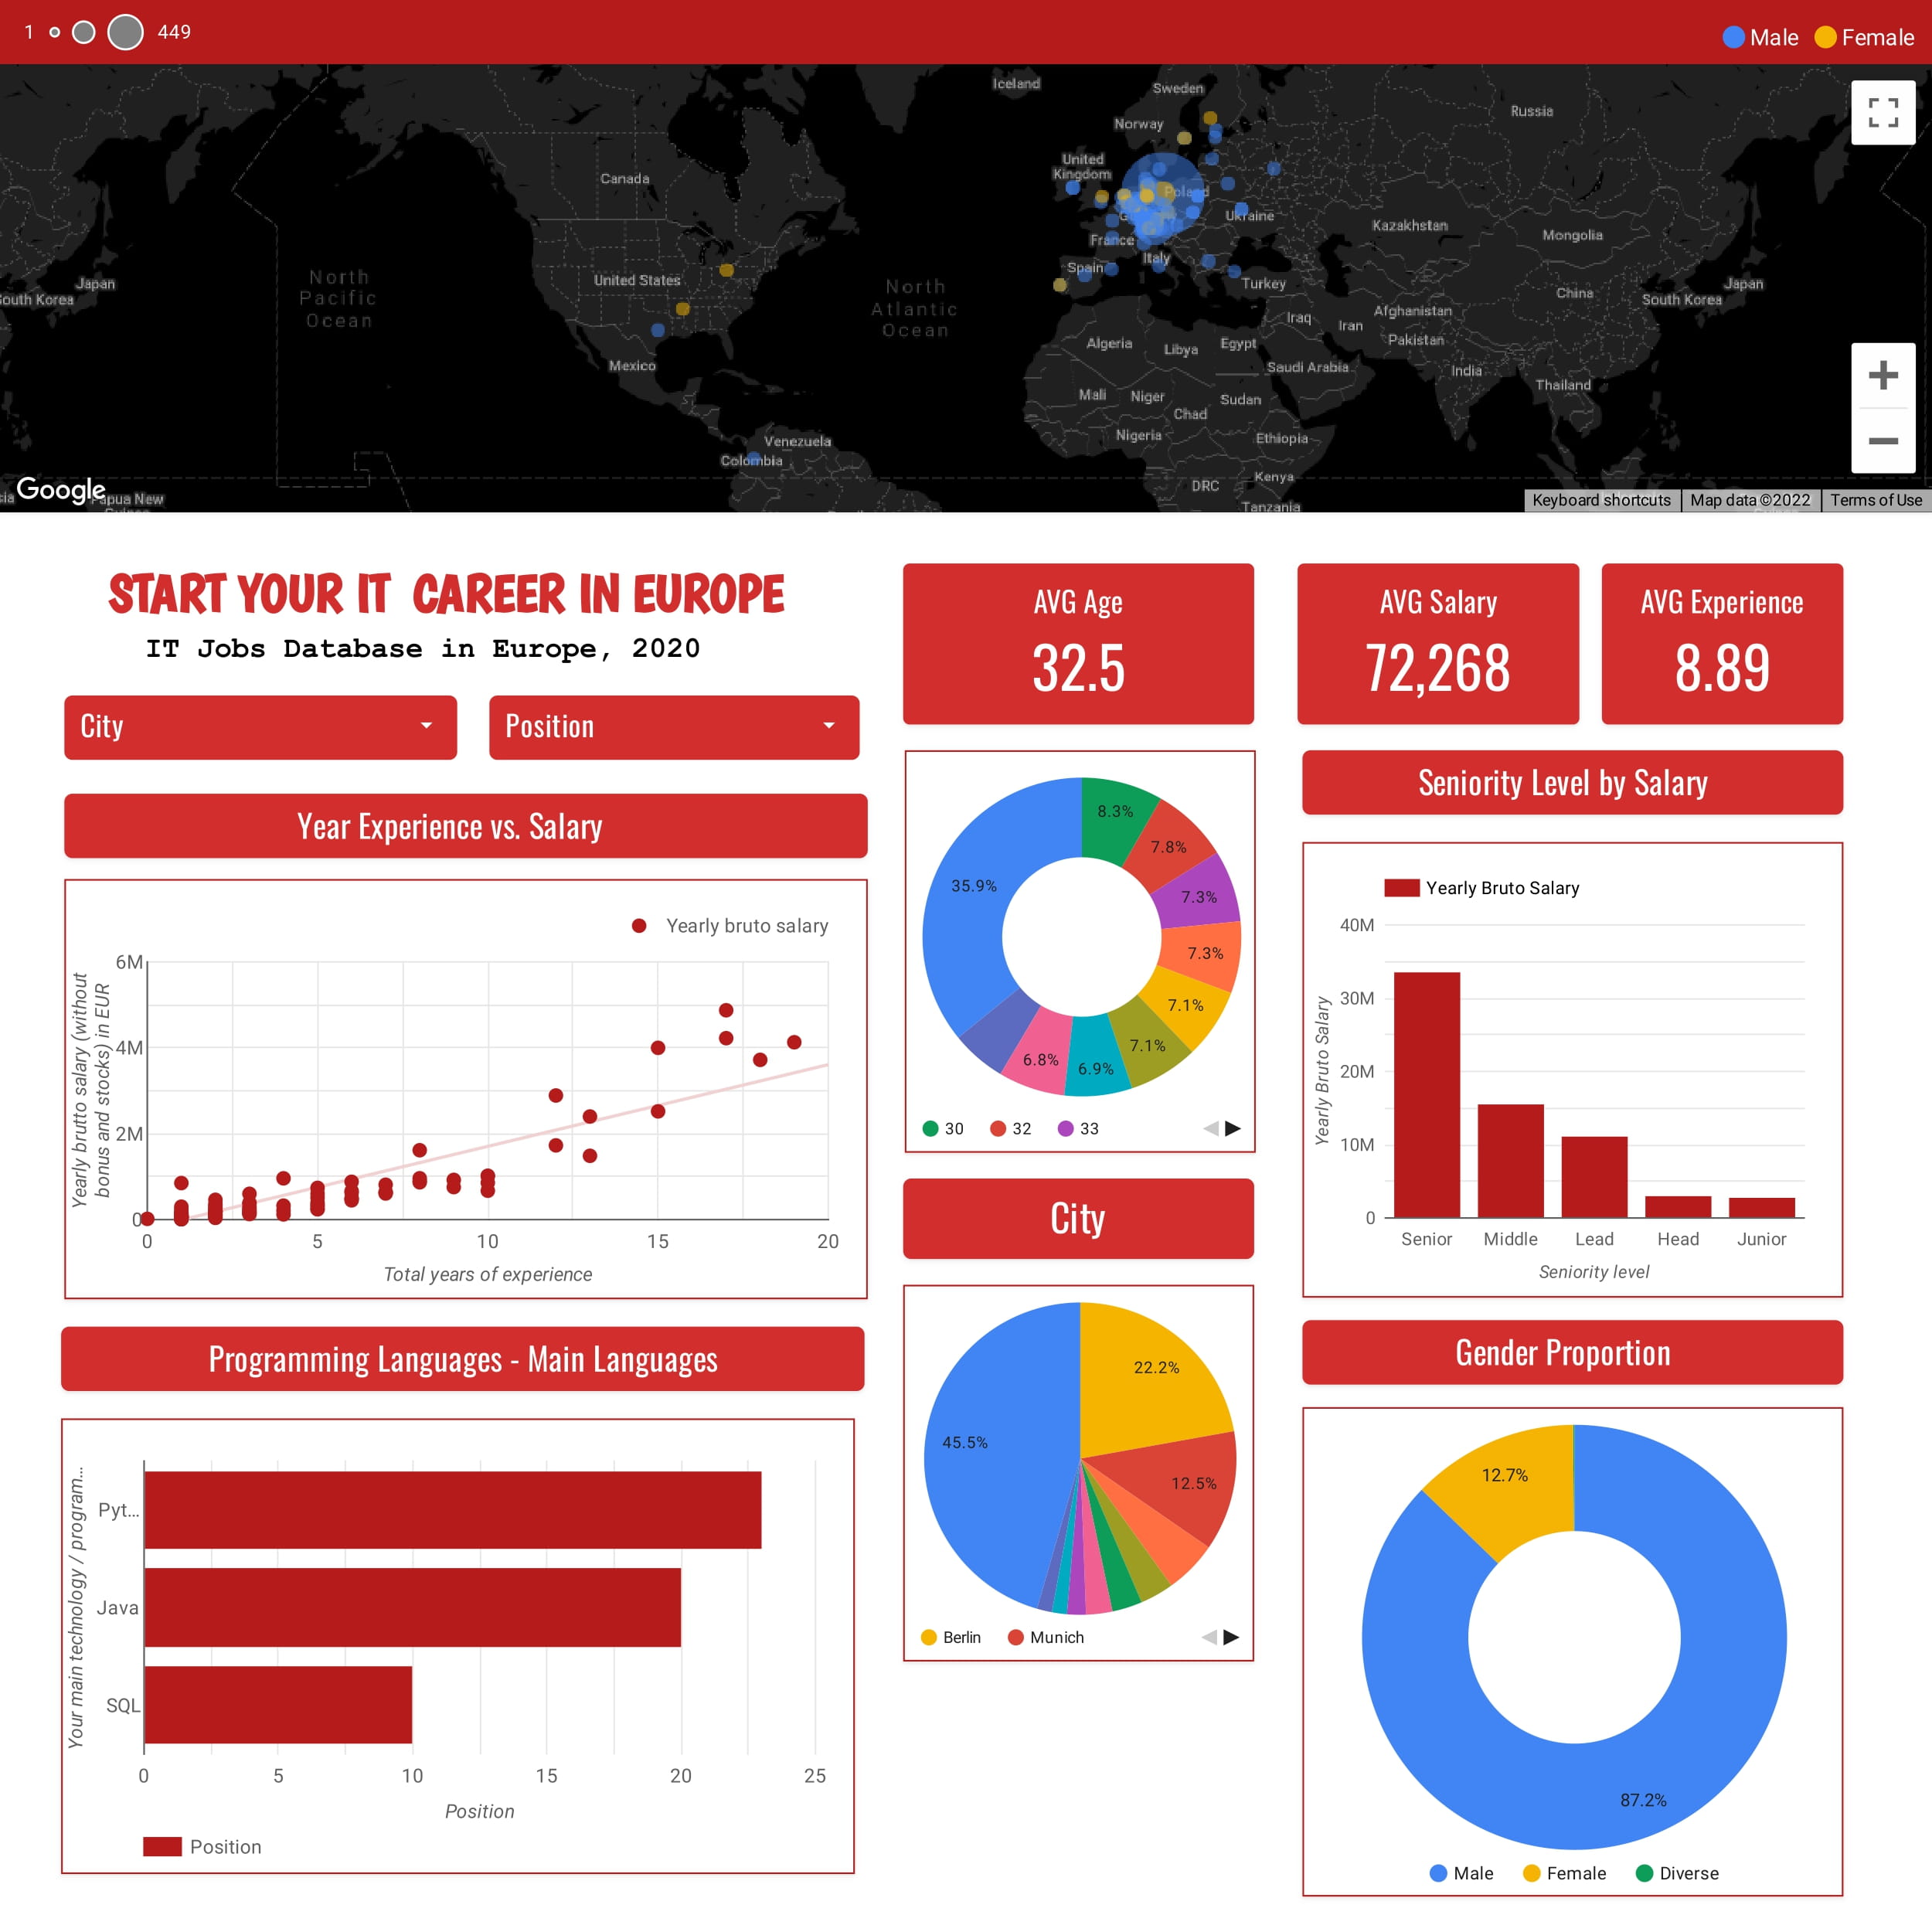 1 449
Male Female
Iceland
Sweden
Norway
Russia
United
Kingdom
Canada
Poland
Ukraine
Kazakhstan
Mongolia
France
Italy
Spain
Turkey
United States
Japan
South Korea
North
Pacific
Ocean
North
Atlantic
Ocean
China
Japan
South Korea
Afghanistan
Iraq
Iran
Pakistan
Algeria
Libya
Egypt
Saudi Arabia
India
Thailand
Mexico
Mali
Niger
Chad
Sudan
Nigeria
Ethiopia
Venezuela
Colombia
DRC
Kenya
Tanzania
Google
Papua New
Keyboard shortcuts
Map data ©2022
Terms of Use
START YOUR IT CAREER IN EUROPE
IT Jobs Database in Europe, 2020
City
Position
AVG Age
32.5
AVG Salary
72,268
AVG Experience
8.89
Year Experience vs. Salary
Yearly bruto salary
Yearly brutto salary (without
bonus and stocks) in EUR
6M
4M
2M
0
0 5 10 15 20
Total years of experience
8.3%
7.8%
7.3%
7.3%
7.1%
7.1%
6.9%
6.8%
35.9%
30 32 33
Seniority Level by Salary
Yearly Bruto Salary
Yearly Bruto Salary
40M
30M
20M
10M
0
Senior Middle Lead Head Junior
Seniority level
Programming Languages - Main Languages
Your main technology / program...
Pyt...
Java
SQL
0 5 10 15 20 25
Position
Position
City
22.2%
45.5%
12.5%
Berlin Munich
Gender Proportion
12.7%
87.2%
Male Female Diverse